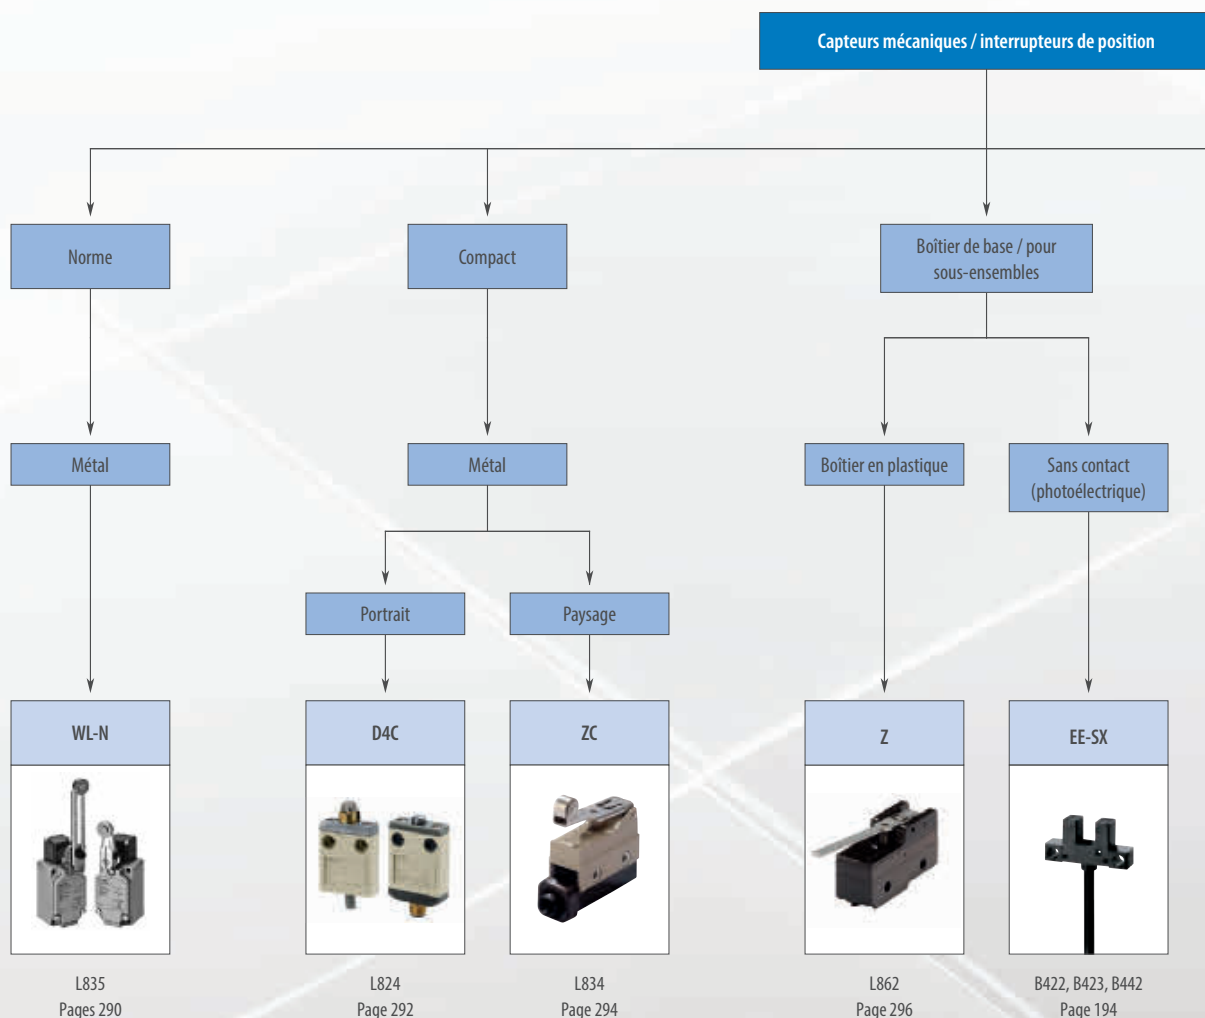 Capteurs mécaniques / interrupteurs de position
Norme
Compact
Boîtier de base / pour
sous-ensembles
Métal
Métal
Boîtier en plastique
Sans contact
(photoélectrique)
Portrait
Paysage
WL-N
D4C
ZC
Z
EE-SX
L835
Pages 290
L824
Page 292
L834
Page 294
L862
Page 296
B422, B423, B442
Page 194